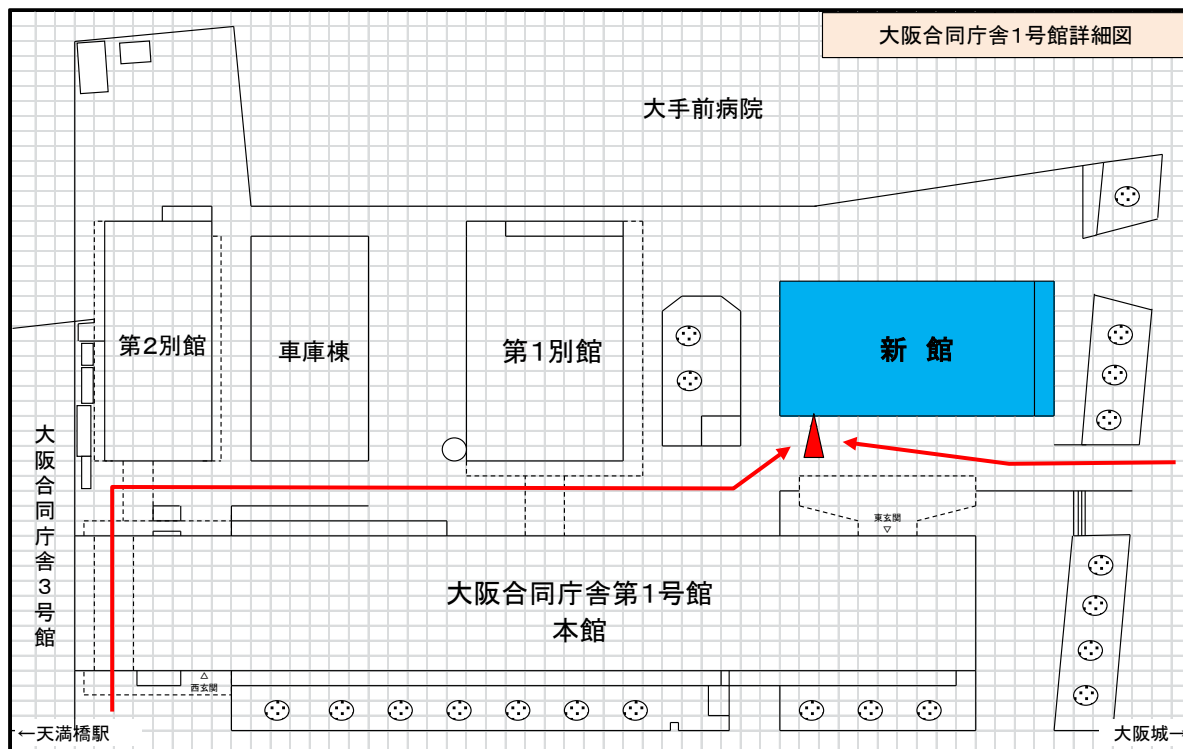 大阪合同庁舎1号館詳細図
大手前病院
第2別館
車庫棟
第1別館
新館
大阪合同庁舎3号館
東玄関
▽
大阪合同庁舎第1号館
本館
△
西玄関
←天満橋駅
大阪城→